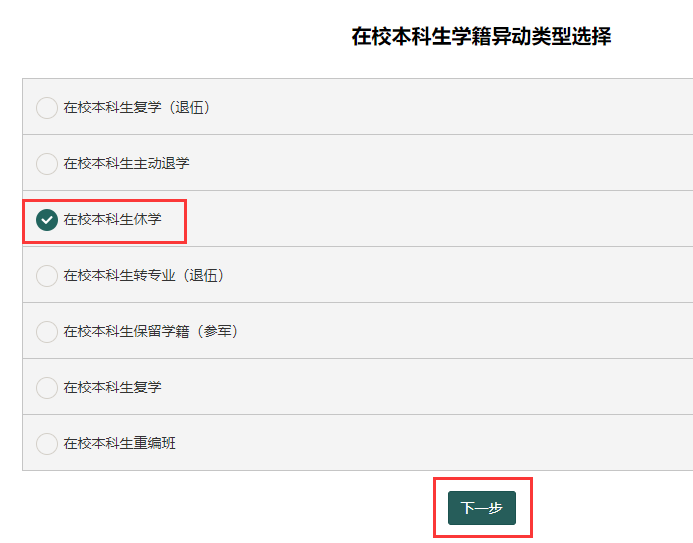 在校本科生学籍异动类型选择
在校本科生复学（退伍）
在校本科生主动退学
在校本科生休学
在校本科生转专业（退伍）
在校本科生保留学籍（参军）
在校本科生复学
在校本科生重编班
下一步